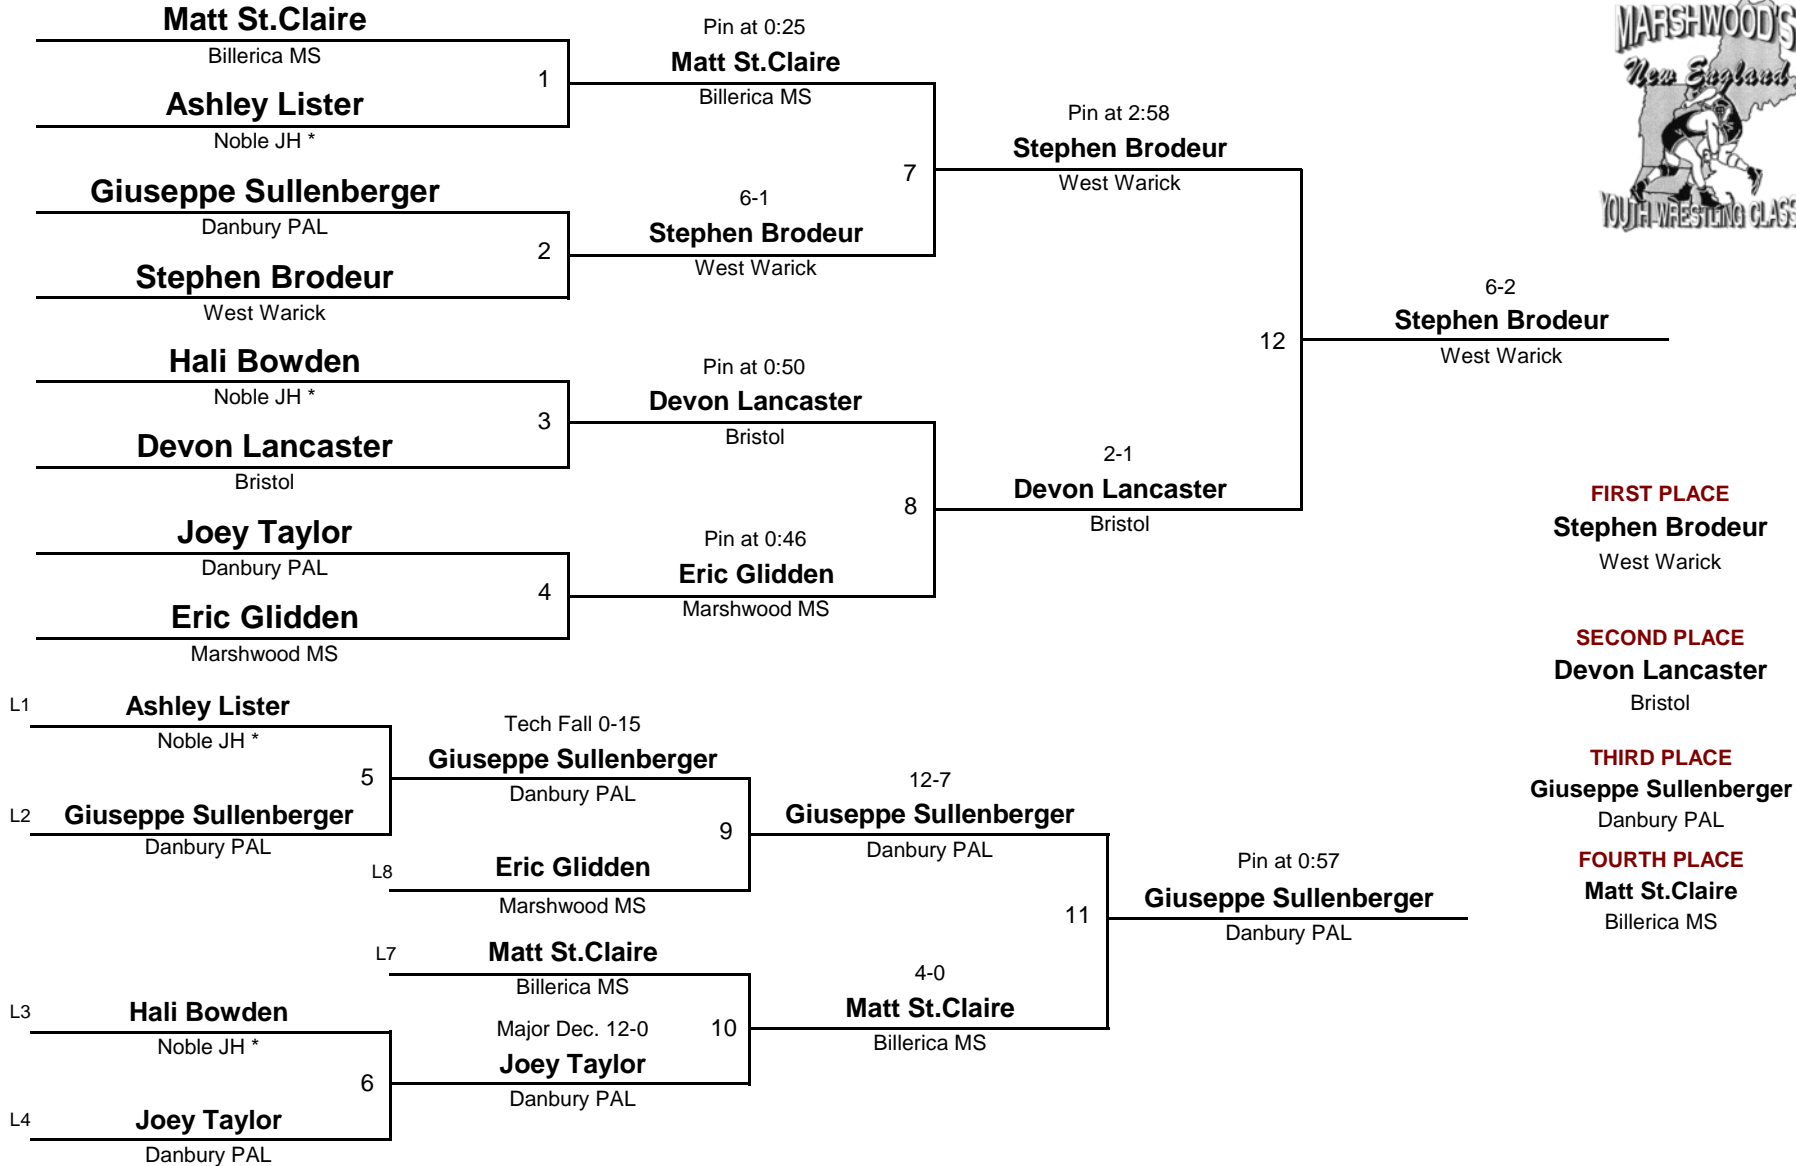 Matt St.Claire
Billerica MS
1
Ashley Lister
Noble JH *
Giuseppe Sullenberger
Danbury PAL
2
Stephen Brodeur
West Warick
Hali Bowden
Noble JH *
3
Devon Lancaster
Bristol
Joey Taylor
Danbury PAL
4
Eric Glidden
Marshwood MS
Pin at 0:25
Matt St.Claire
Billerica MS
7
6-1
Stephen Brodeur
West Warick
Pin at 0:50
Devon Lancaster
Bristol
8
Pin at 0:46
Eric Glidden
Marshwood MS
Pin at 2:58
Stephen Brodeur
West Warick
12
2-1
Devon Lancaster
Bristol
6-2
Stephen Brodeur
West Warick
MARSHWOOD'S
New England
YOUTH WRESTLING CLASS
FIRST PLACE
Stephen Brodeur
West Warick
SECOND PLACE
Devon Lancaster
Bristol
THIRD PLACE
Giuseppe Sullenberger
Danbury PAL
FOURTH PLACE
Matt St.Claire
Billerica MS
L1 Ashley Lister
Noble JH *
5
L2 Giuseppe Sullenberger
Danbury PAL
Tech Fall 0-15
Giuseppe Sullenberger
Danbury PAL
9
L8 Eric Glidden
Marshwood MS
L7 Matt St.Claire
Billerica MS
Major Dec. 12-0 10
Joey Taylor
Danbury PAL
L3 Hali Bowden
Noble JH *
6
L4 Joey Taylor
Danbury PAL
12-7
Giuseppe Sullenberger
Danbury PAL
11
4-0
Matt St.Claire
Billerica MS
Pin at 0:57
Giuseppe Sullenberger
Danbury PAL